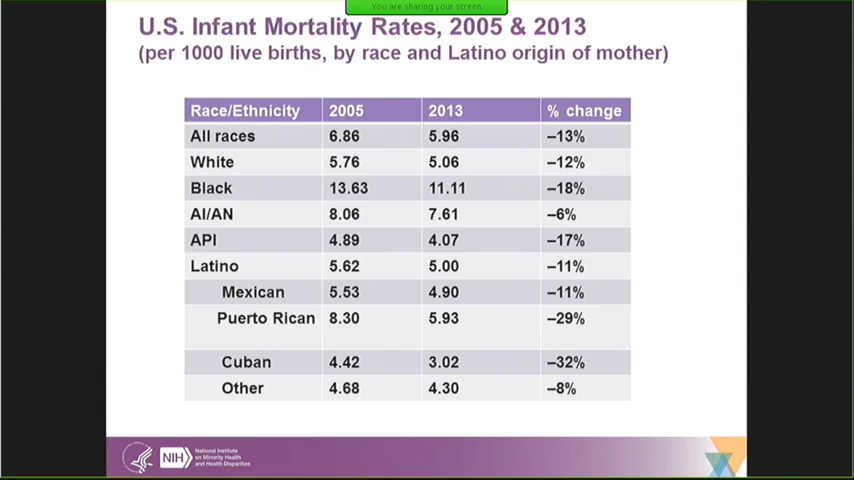 You are sharing your screen.
U.S. Infant Mortality Rates, 2005 & 2013
(per 1000 live births, by race and Latino origin of mother)
Race/Ethnicity 2005 2013 % change
All races 6.86 5.96 –13%
White 5.76 5.06 –12%
Black 13.63 11.11 –18%
AI/AN 8.06 7.61 –6%
API 4.89 4.07 –17%
Latino 5.62 5.00 –11%
Mexican 5.53 4.90 –11%
Puerto Rican 8.30 5.93 –29%
Cuban 4.42 3.02 –32%
Other 4.68 4.30 –8%
NIH
National Institute
on Minority Health
and Health Disparities